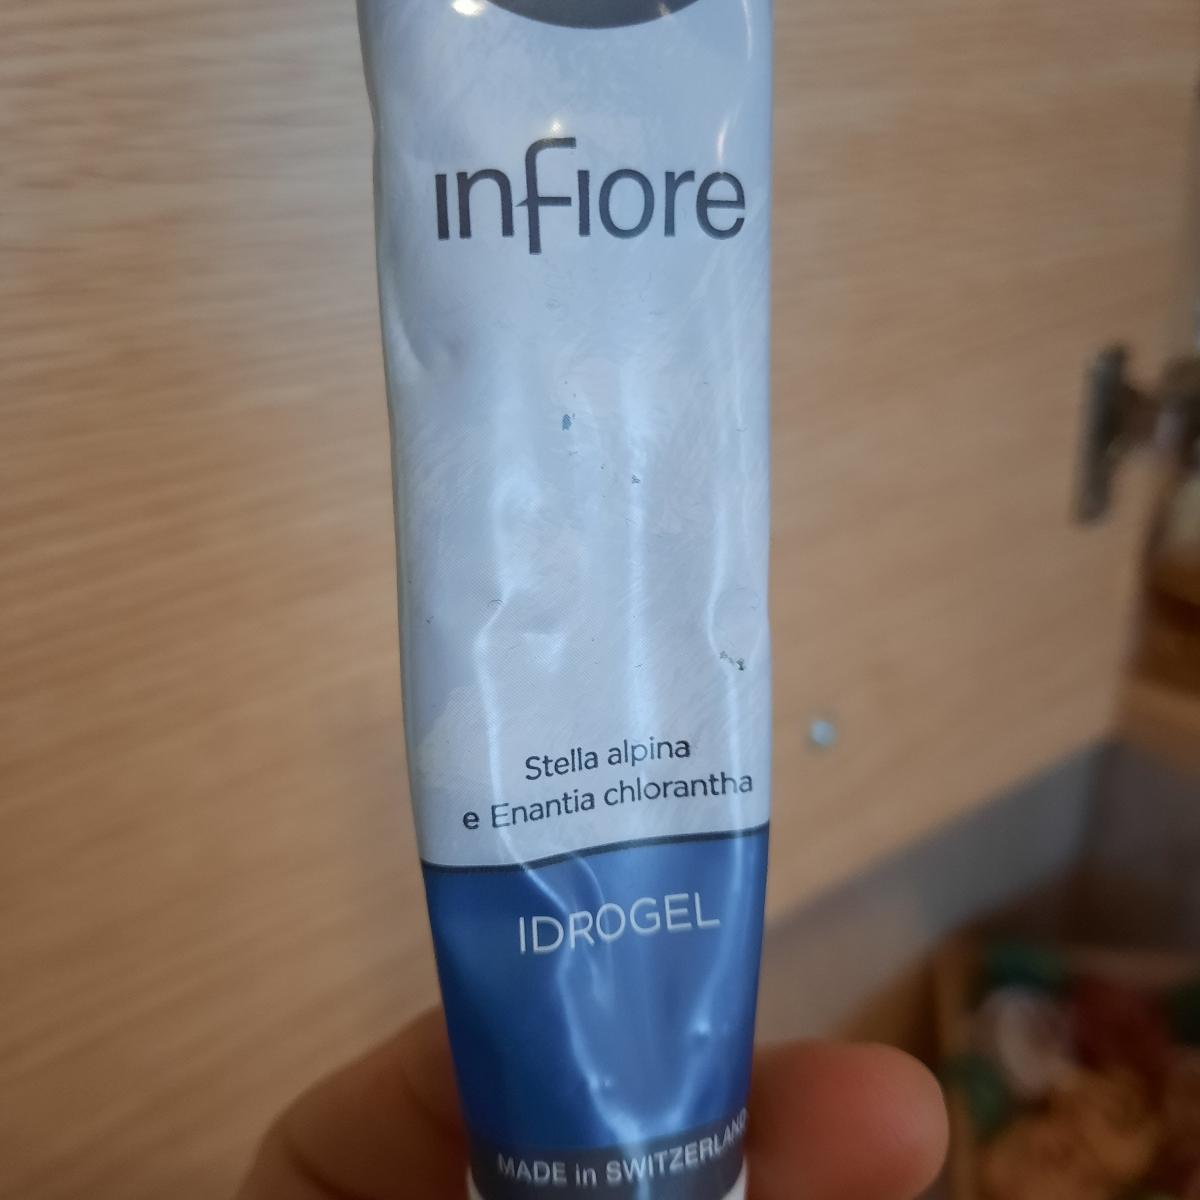 infiore
Stella alpina
e Enantia chlorantha
IDROGEL
MADE in SWITZERLAND